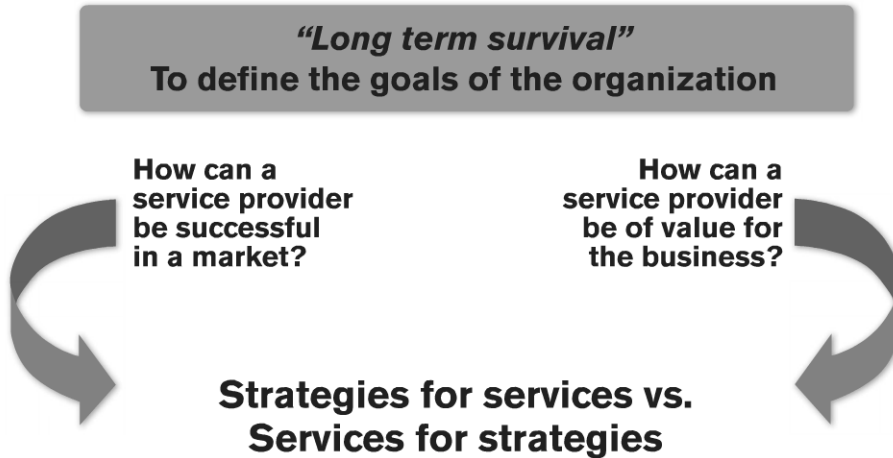 “Long term survival”
To define the goals of the organization
How can a
service provider
be successful
in a market?
How can a
service provider
be of value for
the business?
Strategies for services vs.
Services for strategies